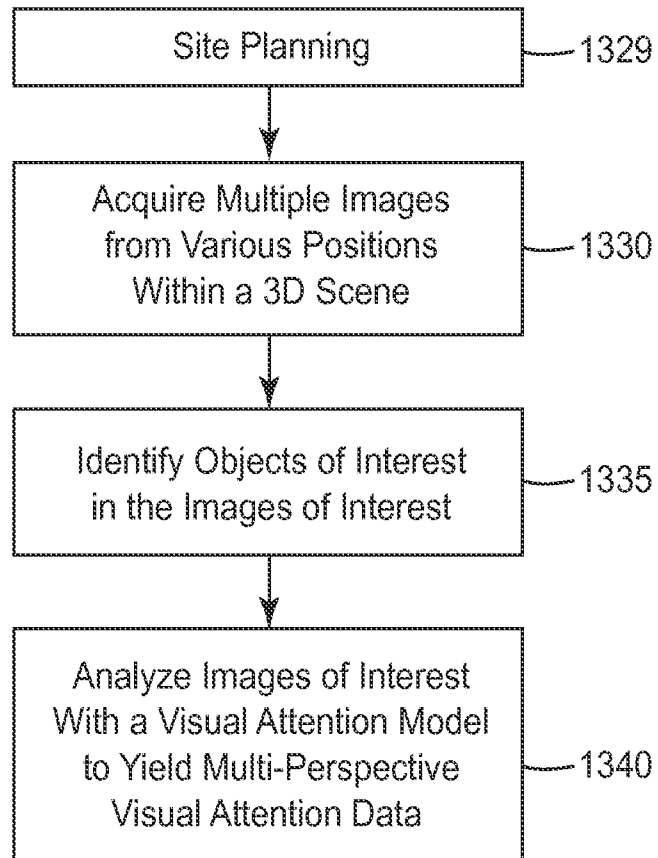 Site Planning
1329
Acquire Multiple Images
from Various Positions
Within a 3D Scene
1330
Identify Objects of Interest
in the Images of Interest
1335
Analyze Images of Interest
With a Visual Attention Model
to Yield Multi-Perspective
Visual Attention Data
1340